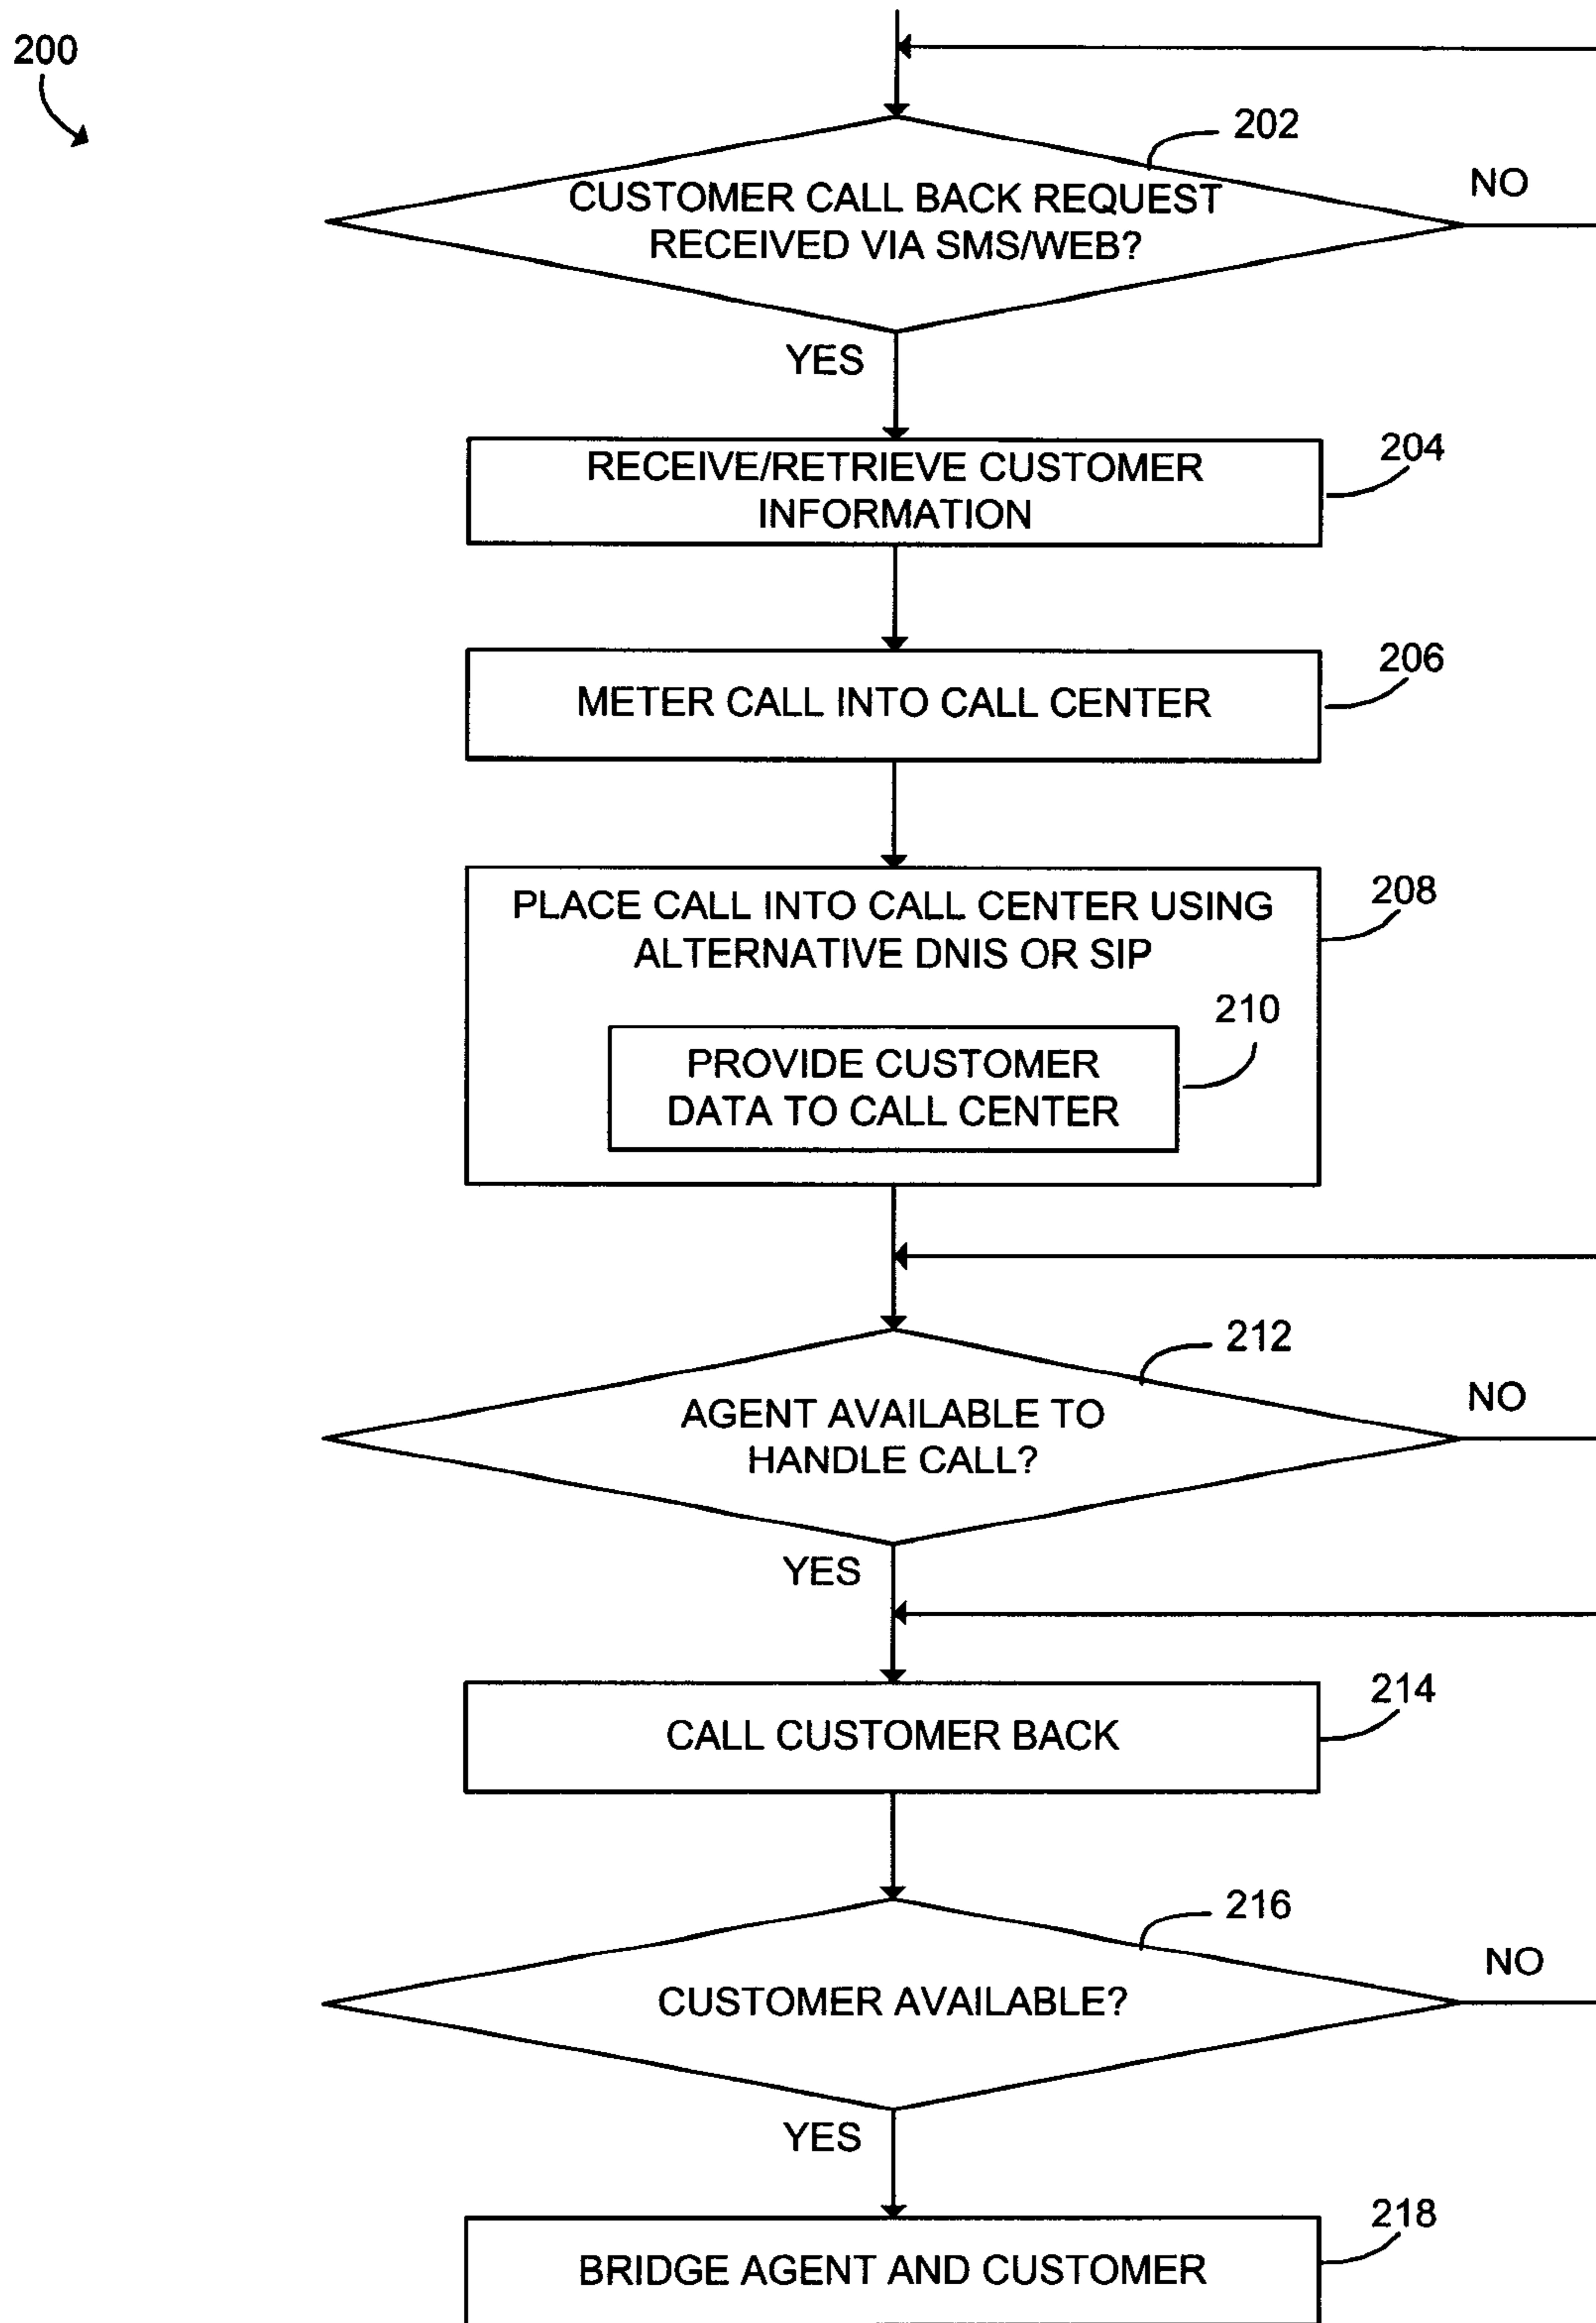 200
202
CUSTOMER CALL BACK REQUEST
RECEIVED VIA SMS/WEB?
NO
YES
204
RECEIVE/RETRIEVE CUSTOMER
INFORMATION
206
METER CALL INTO CALL CENTER
208
PLACE CALL INTO CALL CENTER USING
ALTERNATIVE DNIS OR SIP
210
PROVIDE CUSTOMER
DATA TO CALL CENTER
212
AGENT AVAILABLE TO
HANDLE CALL?
NO
YES
214
CALL CUSTOMER BACK
216
CUSTOMER AVAILABLE?
NO
YES
218
BRIDGE AGENT AND CUSTOMER